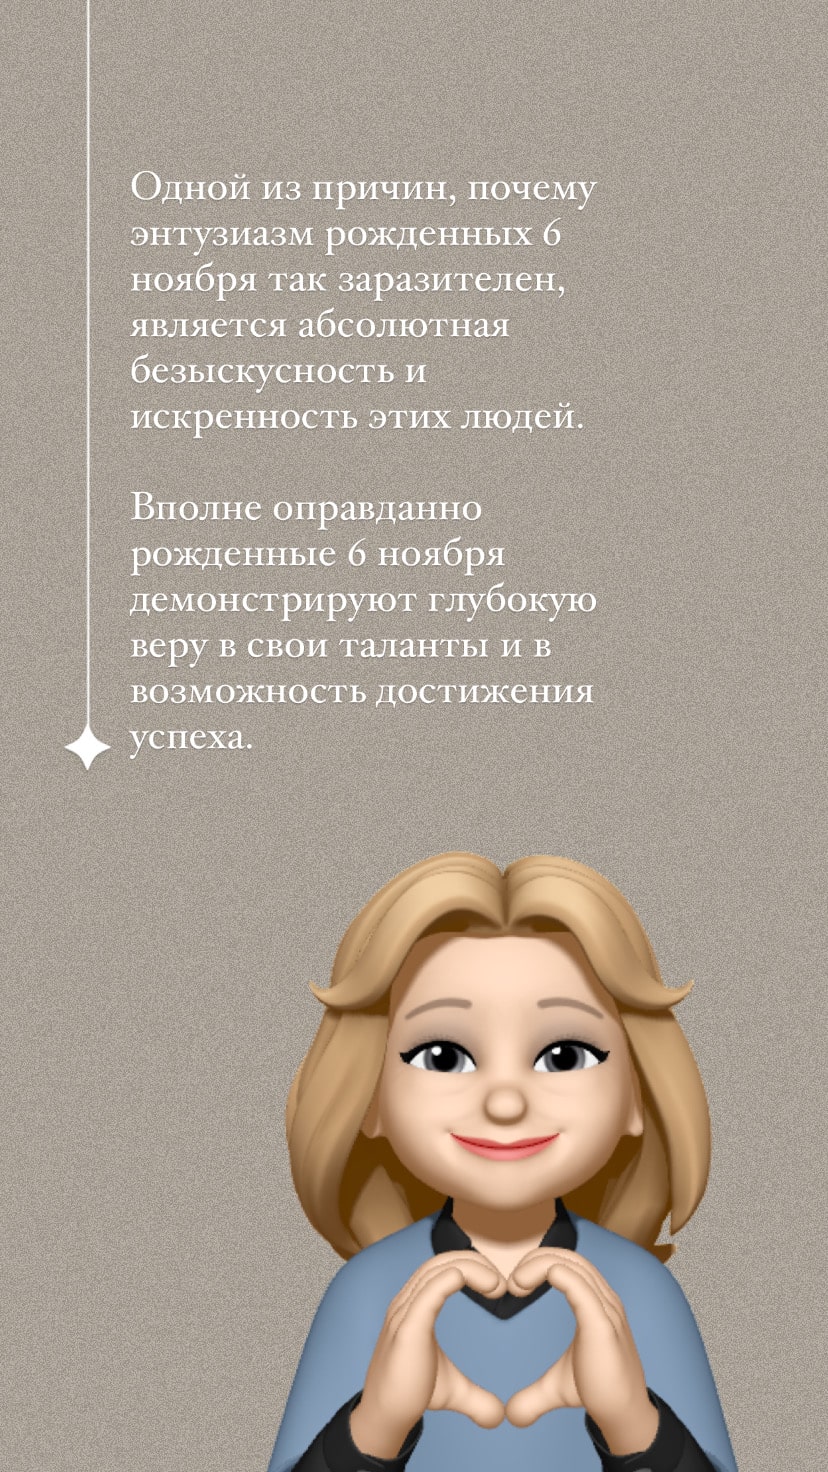 Одной из причин, почему
энтузиазм рожденных 6
ноября так заразителен,
является абсолютная
безыскусность и
искренность этих людей.
Вполне оправданно
рожденные 6 ноября
демонстрируют глубокую
веру в свои таланты и в
возможность достижения
успеха.